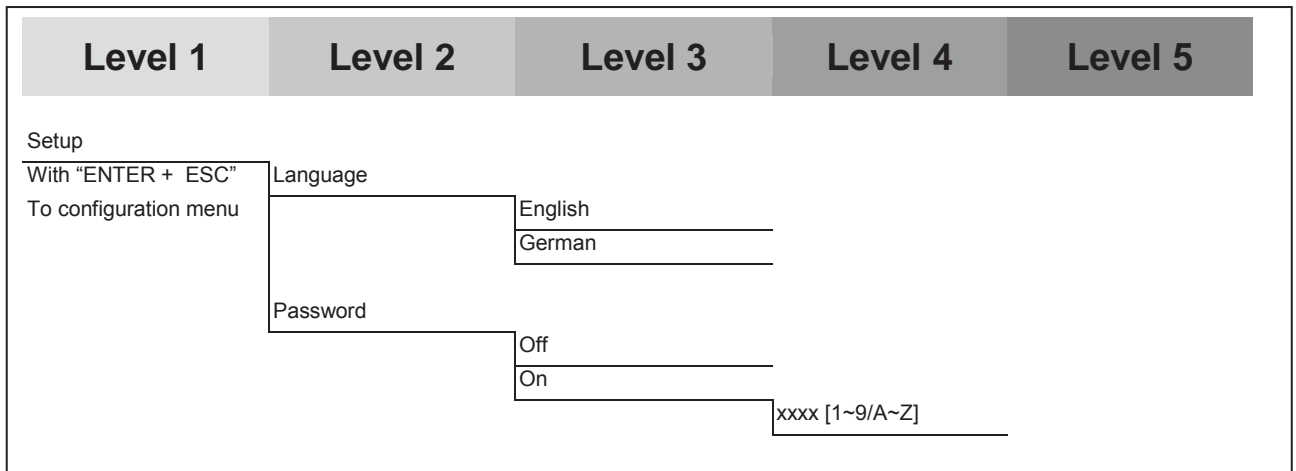 Level 1 Level 2 Level 3 Level 4 Level 5
Setup
With “ENTER + ESC” Language
To configuration menu English
German
Password
Off
On
xxxx [1~9/A~Z]